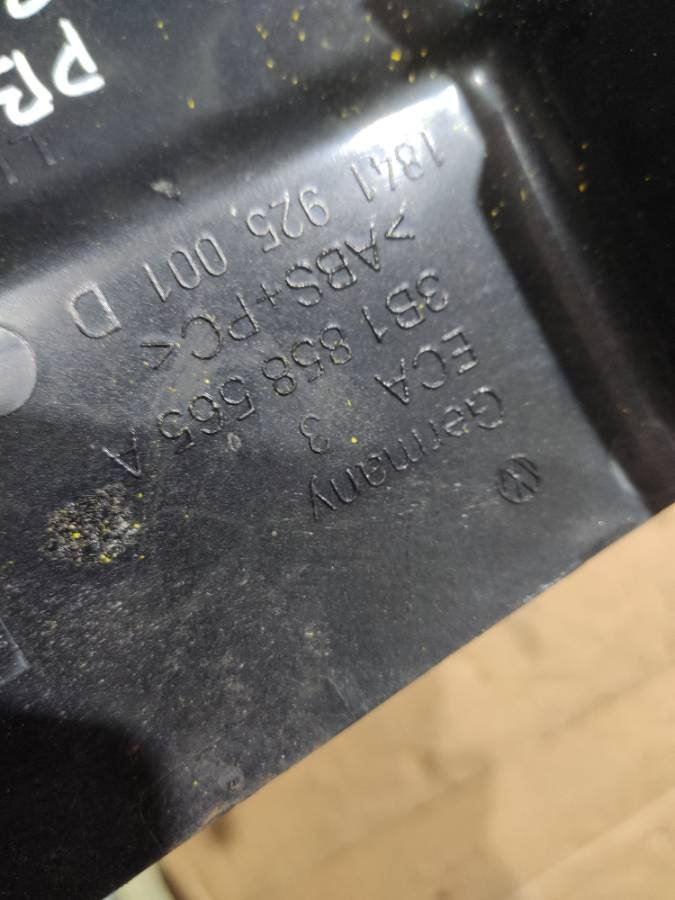 Germany
ECA 3
3B1 858 565 A
>ABS+PC<
1841 925 001 D